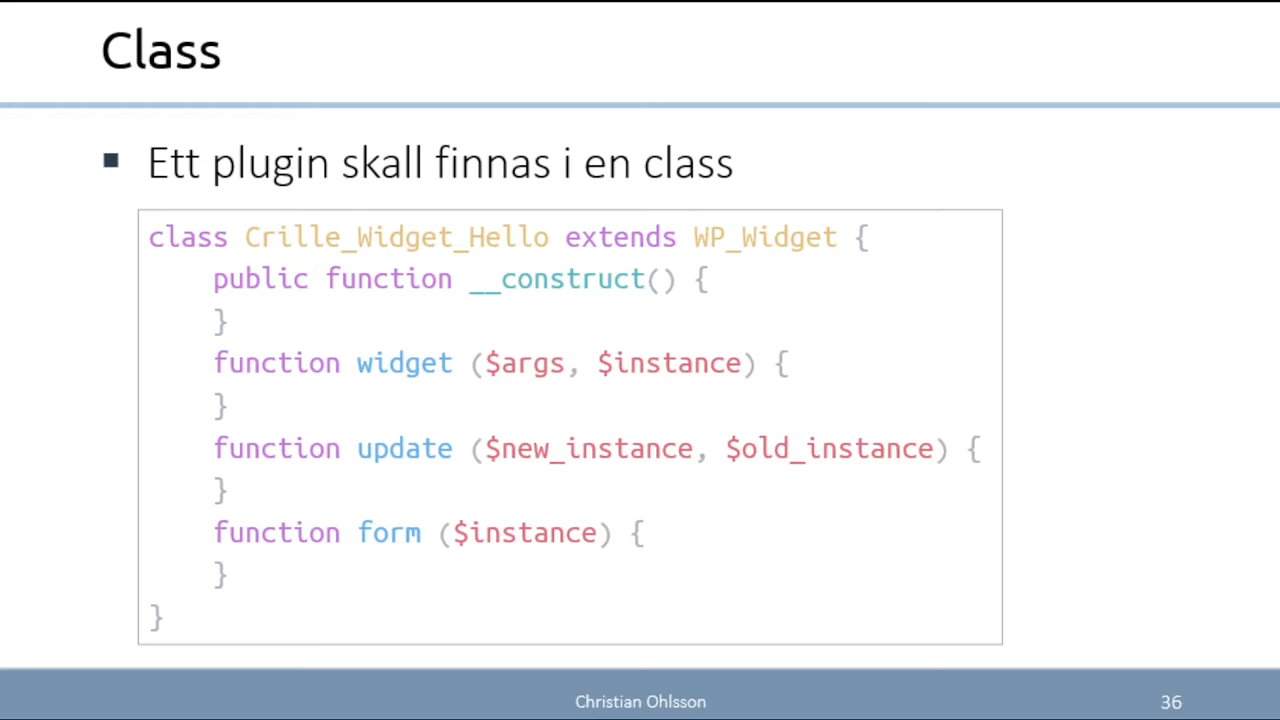 Class
Ett plugin skall finnas i en class
class Crille_Widget_Hello extends WP_Widget {
    public function __construct() {
    }
    function widget ($args, $instance) {
    }
    function update ($new_instance, $old_instance) {
    }
    function form ($instance) {
    }
}
Christian Ohlsson
36